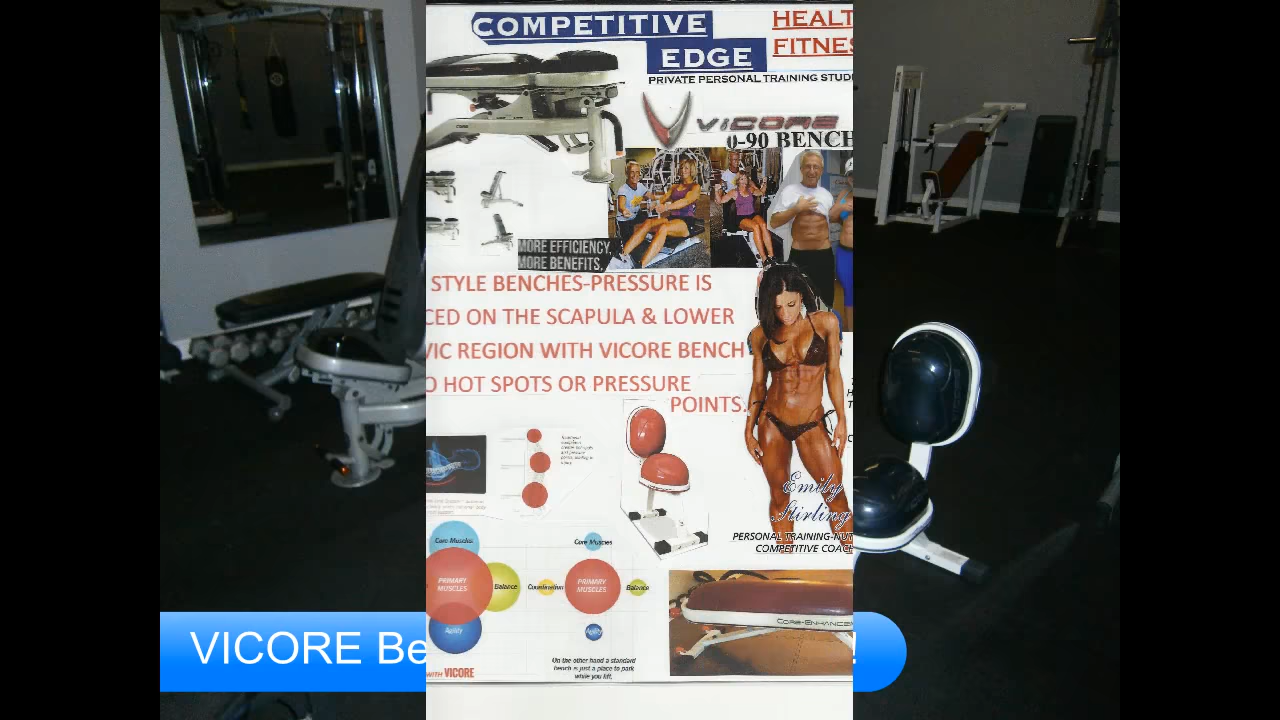 COMPETITIVE
EDGE
HEALT
FITNES
PRIVATE PERSONAL TRAINING STUD
VICORE
0-90 BENCH
MORE EFFICIENCY.
MORE BENEFITS.
STYLE BENCHES-PRESSURE IS
CED ON THE SCAPULA & LOWER
VIC REGION WITH VICORE BENCH
O HOT SPOTS OR PRESSURE
POINTS.
Emily
Stirling
PERSONAL TRAINING-NUT
COMPETITIVE COAC
Core Muscles
PRIMARY
MUSCLES
Balance
Agility
Coordination
Core Muscles
PRIMARY
MUSCLES
Balance
Agility
WITH VICORE
On the other hand a standard
bench is just a place to park
while you lift.
CORE-ENHANCE
VICORE Be
!